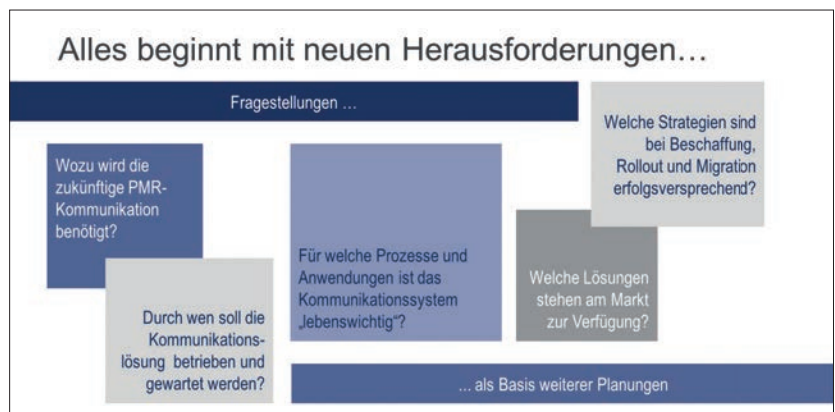 Alles beginnt mit neuen Herausforderungen…
Fragestellungen …
Wozu wird die
zukünftige PMR-
Kommunikation
benötigt?
Durch wen soll die
Kommunikations-
lösung betrieben und
gewartet werden?
Für welche Prozesse und
Anwendungen ist das
Kommunikationssystem
„lebenswichtig“?
Welche Lösungen
stehen am Markt
zur Verfügung?
Welche Strategien sind
bei Beschaffung,
Rollout und Migration
erfolgsversprechend?
... als Basis weiterer Planungen